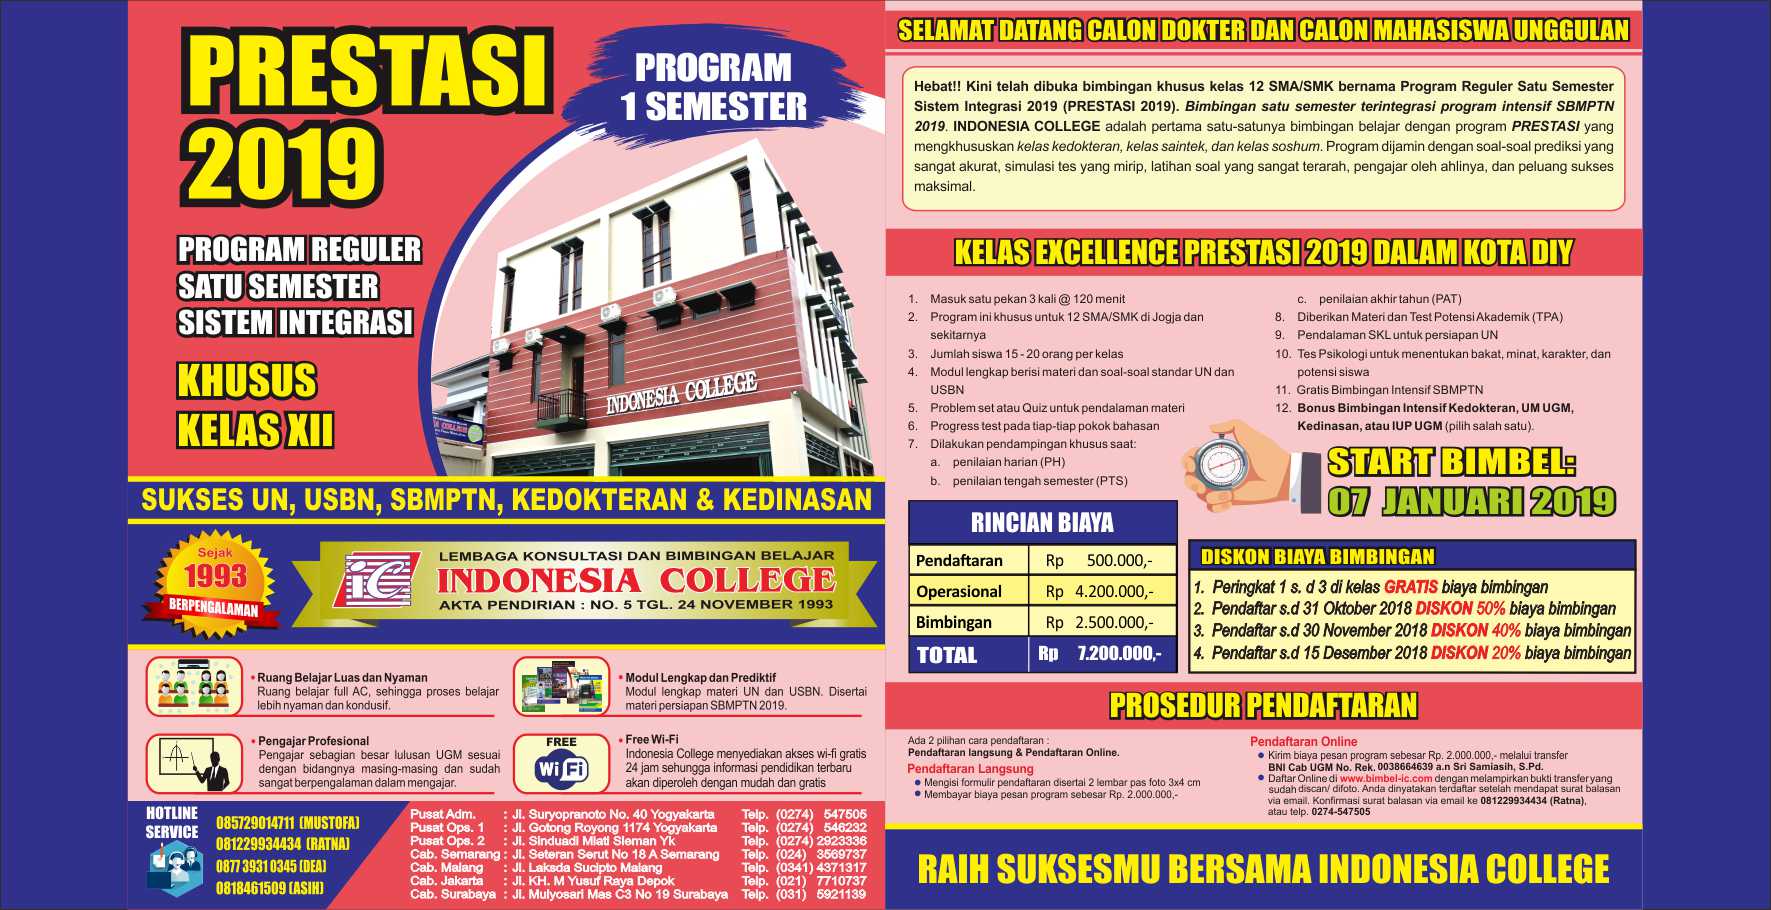 PRESTASI
2019
PROGRAM
1 SEMESTER
PROGRAM REGULER
SATU SEMESTER
SISTEM INTEGRASI
KHUSUS
KELAS XII
INDONESIA COLLEGE
SUKSES UN, USBN, SBMPTN, KEDOKTERAN & KEDINASAN
Sejak
1993
BERPENGALAMAN
iC
LEMBAGA KONSULTASI DAN BIMBINGAN BELAJAR
INDONESIA COLLEGE
AKTA PENDIRIAN : NO. 5 TGL. 24 NOVEMBER 1993
• Ruang Belajar Luas dan Nyaman
Ruang belajar full AC, sehingga proses belajar
lebih nyaman dan kondusif.
• Modul Lengkap dan Prediktif
Modul lengkap materi UN dan USBN. Disertai
materi persiapan SBMPTN 2019.
• Pengajar Profesional
Pengajar sebagian besar lulusan UGM sesuai
dengan bidangnya masing-masing dan sudah
sangat berpengalaman dalam mengajar.
FREE
Wi Fi
• Free Wi-Fi
Indonesia College menyediakan akses wi-fi gratis
24 jam sehungga informasi pendidikan terbaru
akan diperoleh dengan mudah dan gratis
HOTLINE
SERVICE
085729014711 (MUSTOFA)
081229934434 (RATNA)
0877 3931 0345 (DEA)
0818461509 (ASIH)
Pusat Adm. : Jl. Suryopranoto No. 40 Yogyakarta Telp. (0274) 547505
Pusat Ops. 1 : Jl. Gotong Royong 1174 Yogyakarta Telp. (0274) 546232
Pusat Ops. 2 : Jl. Sinduadi Mlati Sleman Yk Telp. (0274) 2923336
Cab. Semarang : Jl. Seteran Serut No 18 A Semarang Telp. (024) 3569737
Cab. Malang : Jl. Laksda Sucipto Malang Telp. (0341) 4371317
Cab. Jakarta : Jl. KH. M Yusuf Raya Depok Telp. (021) 7710737
Cab. Surabaya : Jl. Mulyosari Mas C3 No 19 Surabaya Telp. (031) 5921139
SELAMAT DATANG CALON DOKTER DAN CALON MAHASISWA UNGGULAN
Hebat!! Kini telah dibuka bimbingan khusus kelas 12 SMA/SMK bernama Program Reguler Satu Semester
Sistem Integrasi 2019 (PRESTASI 2019). Bimbingan satu semester terintegrasi program intensif SBMPTN
2019. INDONESIA COLLEGE adalah pertama satu-satunya bimbingan belajar dengan program PRESTASI yang
mengkhususkan kelas kedokteran, kelas saintek, dan kelas soshum. Program dijamin dengan soal-soal prediksi yang
sangat akurat, simulasi tes yang mirip, latihan soal yang sangat terarah, pengajar oleh ahlinya, dan peluang sukses
maksimal.
KELAS EXCELLENCE PRESTASI 2019 DALAM KOTA DIY
1. Masuk satu pekan 3 kali @ 120 menit
2. Program ini khusus untuk 12 SMA/SMK di Jogja dan
sekitarnya
3. Jumlah siswa 15 - 20 orang per kelas
4. Modul lengkap berisi materi dan soal-soal standar UN dan
USBN
5. Problem set atau Quiz untuk pendalaman materi
6. Progress test pada tiap-tiap pokok bahasan
7. Dilakukan pendampingan khusus saat:
a. penilaian harian (PH)
b. penilaian tengah semester (PTS)
c. penilaian akhir tahun (PAT)
8. Diberikan Materi dan Test Potensi Akademik (TPA)
9. Pendalaman SKL untuk persiapan UN
10. Tes Psikologi untuk menentukan bakat, minat, karakter, dan
potensi siswa
11. Gratis Bimbingan Intensif SBMPTN
12. Bonus Bimbingan Intensif Kedokteran, UM UGM,
Kedinasan, atau IUP UGM (pilih salah satu).
START BIMBEL:
07 JANUARI 2019
RINCIAN BIAYA
Pendaftaran Rp 500.000,-
Operasional Rp 4.200.000,-
Bimbingan Rp 2.500.000,-
TOTAL Rp 7.200.000,-
DISKON BIAYA BIMBINGAN
1. Peringkat 1 s. d 3 di kelas GRATIS biaya bimbingan
2. Pendaftar s.d 31 Oktober 2018 DISKON 50% biaya bimbingan
3. Pendaftar s.d 30 November 2018 DISKON 40% biaya bimbingan
4. Pendaftar s.d 15 Desember 2018 DISKON 20% biaya bimbingan
PROSEDUR PENDAFTARAN
Ada 2 pilihan cara pendaftaran :
Pendaftaran langsung & Pendaftaran Online.
Pendaftaran Langsung
● Mengisi formulir pendaftaran disertai 2 lembar pas foto 3x4 cm
● Membayar biaya pesan program sebesar Rp. 2.000.000,-
Pendaftaran Online
● Kirim biaya pesan program sebesar Rp. 2.000.000,- melalui transfer
BNI Cab UGM No. Rek. 0038664639 a.n Sri Samiasih, S.Pd.
● Daftar Online di www.bimbel-ic.com dengan melampirkan bukti transfer yang
sudah discan/ difoto. Anda dinyatakan terdaftar setelah mendapat surat balasan
via email. Konfirmasi surat balasan via email ke 081229934434 (Ratna),
atau telp. 0274-547505
RAIH SUKSESMU BERSAMA INDONESIA COLLEGE